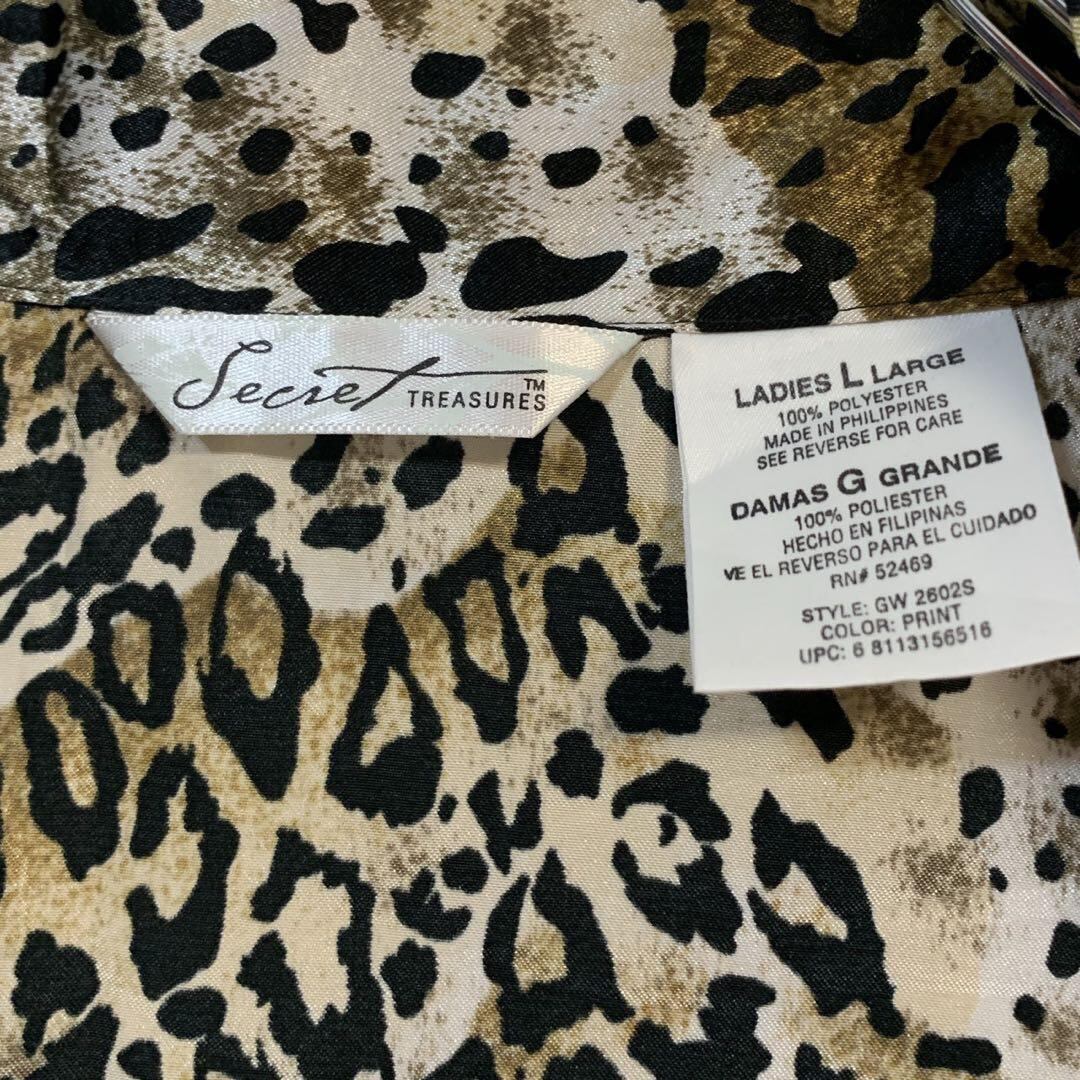 Secret
TREASURES™
LADIES L LARGE
100% POLYESTER
MADE IN PHILIPPINES
SEE REVERSE FOR CARE
DAMAS G GRANDE
100% POLIESTER
HECHO EN FILIPINAS
VE EL REVERSO PARA EL CUIDADO
RN# 52469
STYLE: GW 2602S
COLOR: PRINT
UPC: 6 8113156516